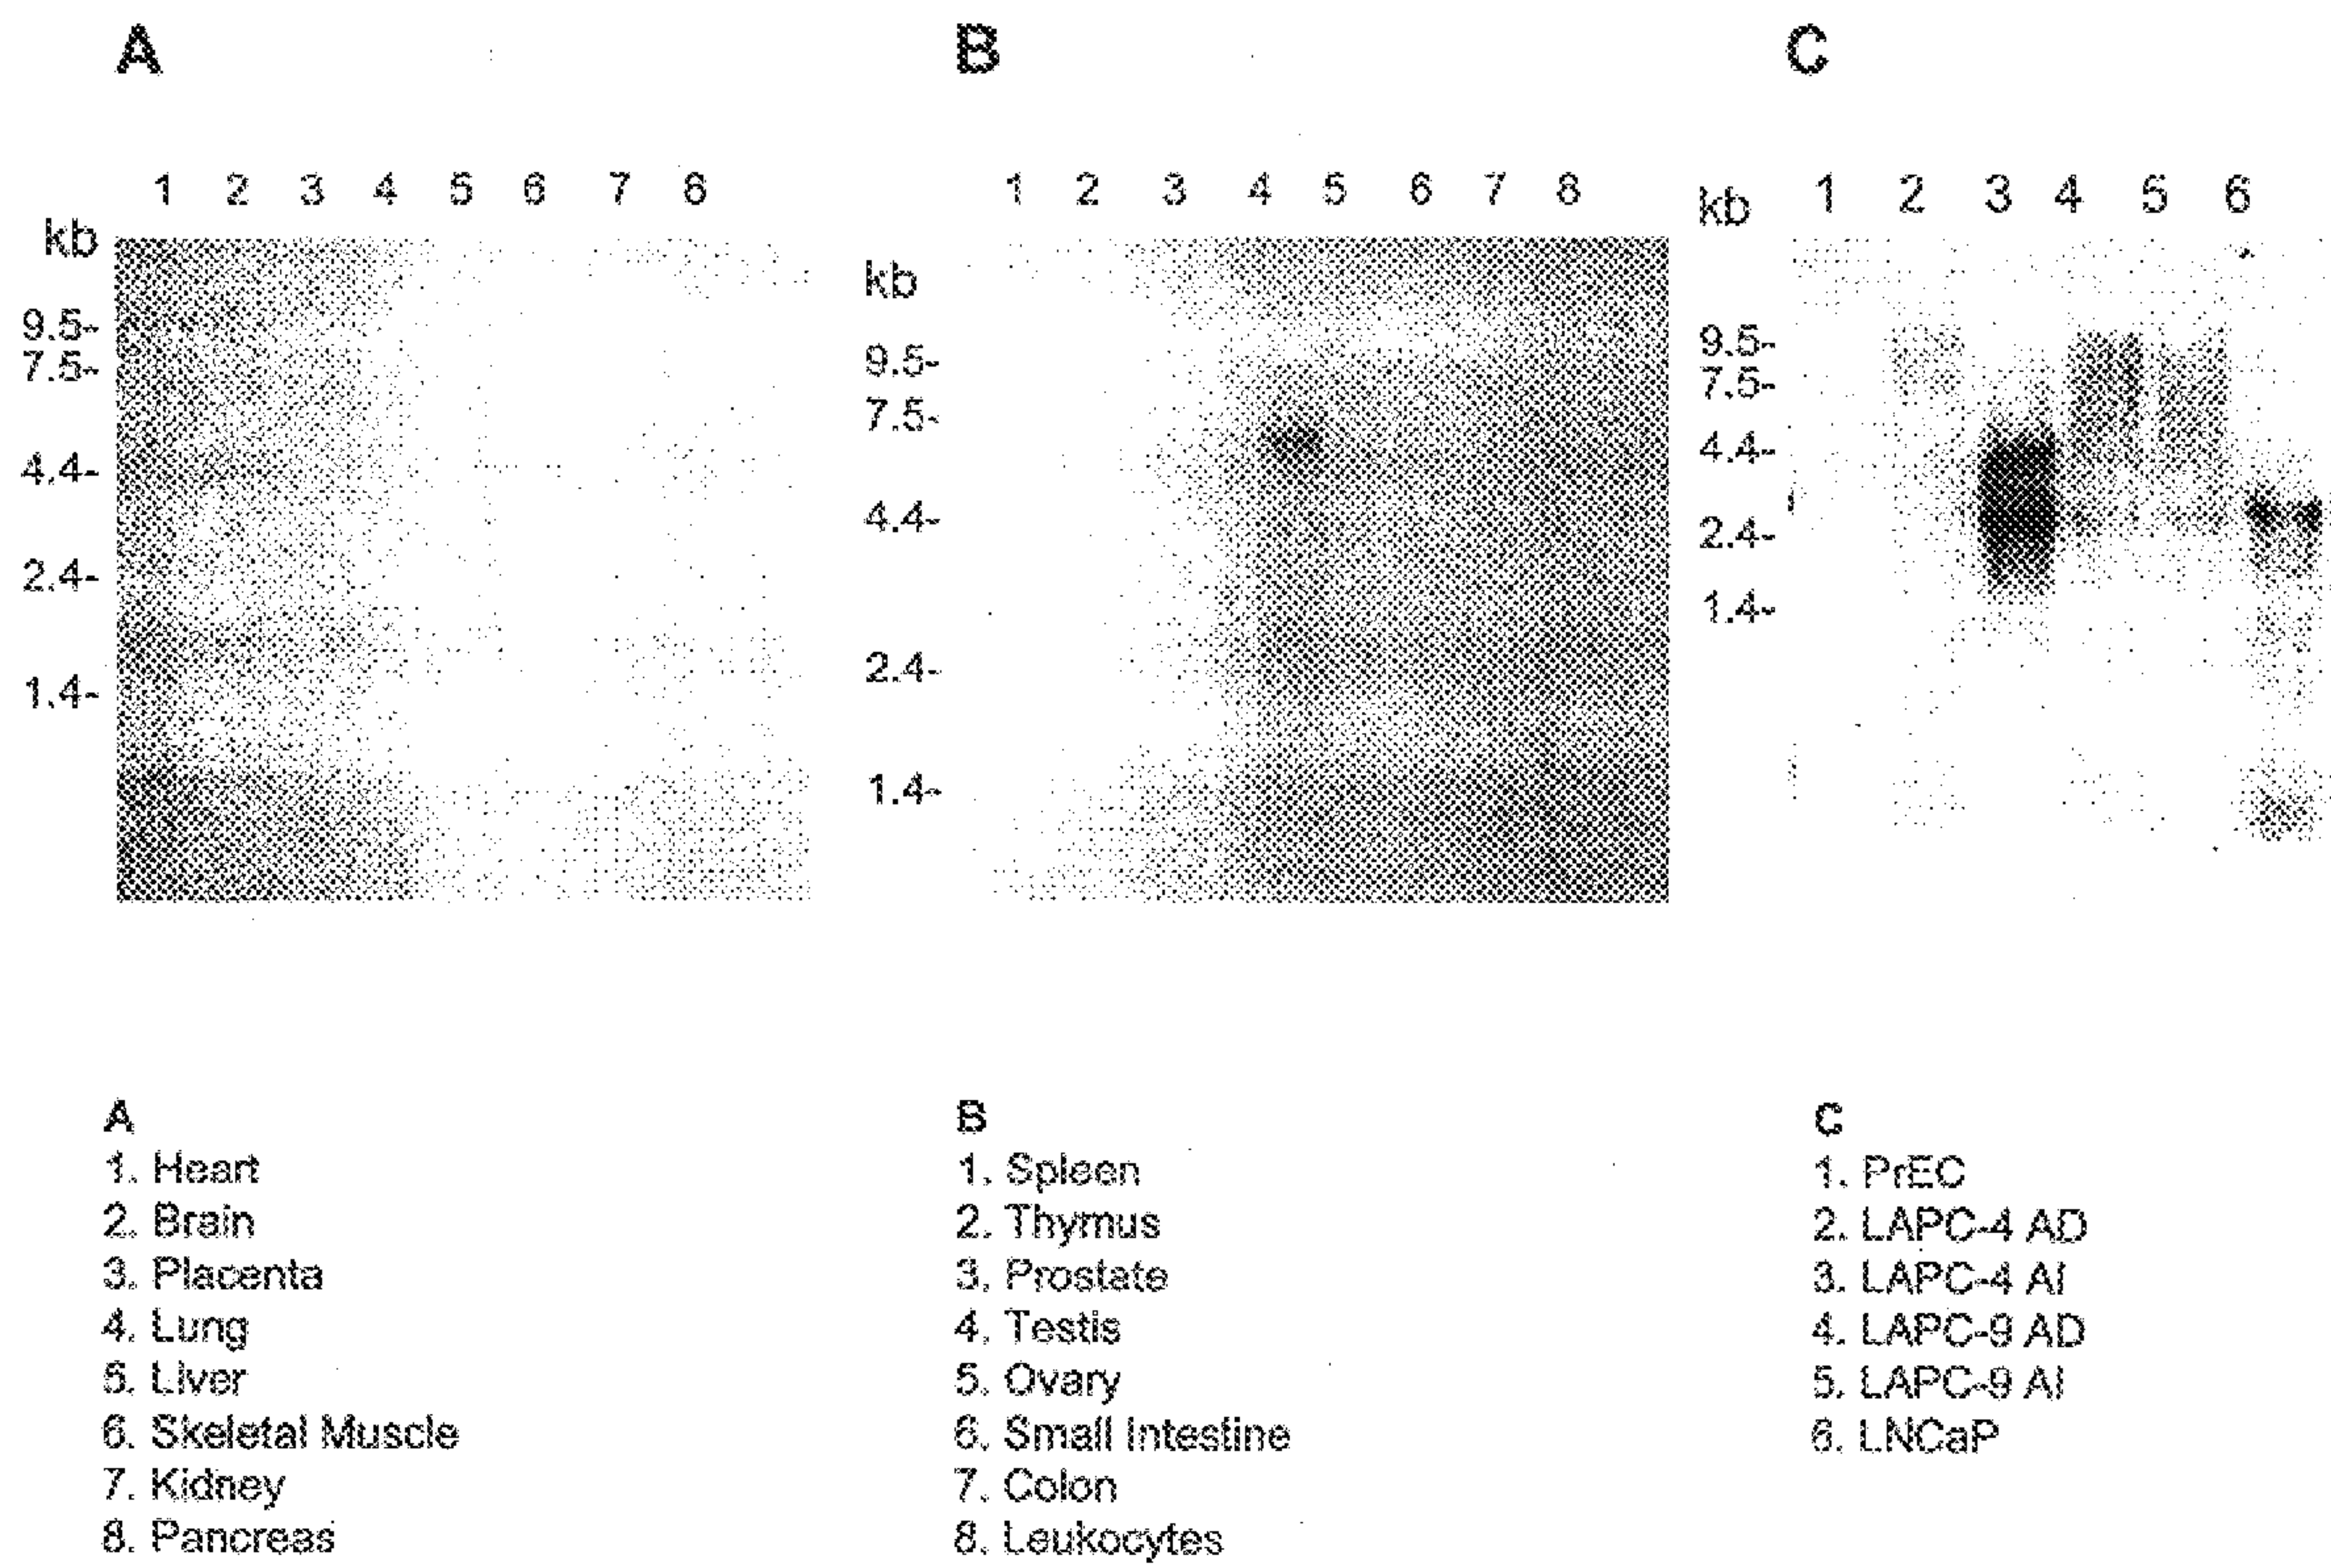 A B C
1 2 3 4 5 6 7 8
1 2 3 4 5 6 7 8
kb 1 2 3 4 5 6
kb
9.5-
7.5-
4.4-
2.4-
1.4-
kb
9.5-
7.5-
4.4-
2.4-
1.4-
9.5-
7.5-
4.4-
2.4-
1.4-
A
1. Heart
2. Brain
3. Placenta
4. Lung
5. Liver
6. Skeletal Muscle
7. Kidney
8. Pancreas
B
1. Spleen
2. Thymus
3. Prostate
4. Testis
5. Ovary
6. Small Intestine
7. Colon
8. Leukocytes
C
1. PrEC
2. LAPC-4 AD
3. LAPC-4 AI
4. LAPC-9 AD
5. LAPC-9 AI
6. LNCaP